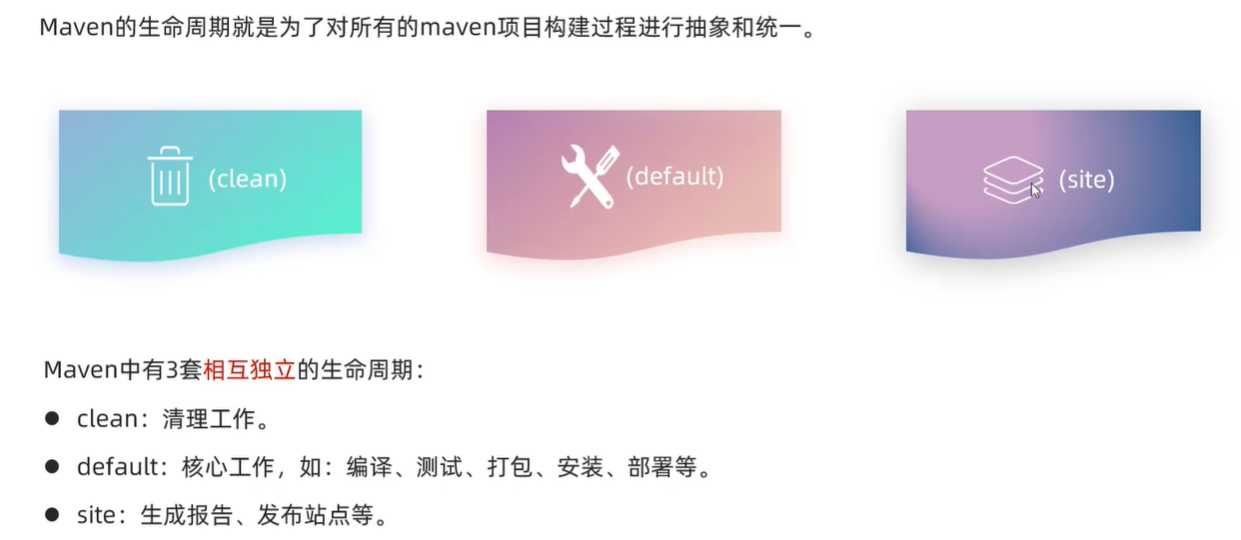 Maven的生命周期就是为了对所有的maven项目构建过程进行抽象和统一。
(clean)
(default)
(site)
Maven中有3套相互独立的生命周期：
● clean：清理工作。
● default：核心工作，如：编译、测试、打包、安装、部署等。
● site：生成报告、发布站点等。